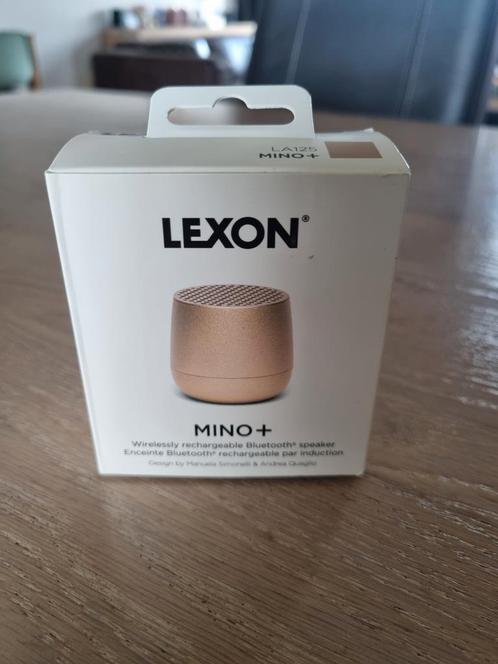 LA125
MINO+
LEXON®
MINO+
Wirelessly rechargeable Bluetooth® speaker
Enceinte Bluetooth® rechargeable par induction
Design by Manuela Simonelli & Andrea Quaglio